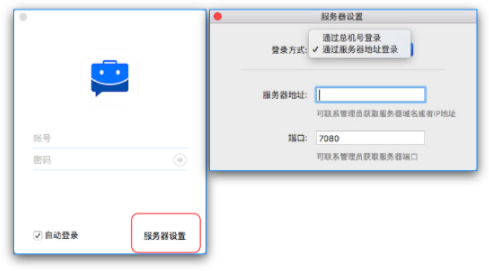 帐号
密码
自动登录
服务器设置
服务器设置
登录方式:
通过总机号登录
✓ 通过服务器地址登录
服务器地址:
可联系管理员获取服务器域名或者IP地址
端口: 7080
可联系管理员获取服务器端口